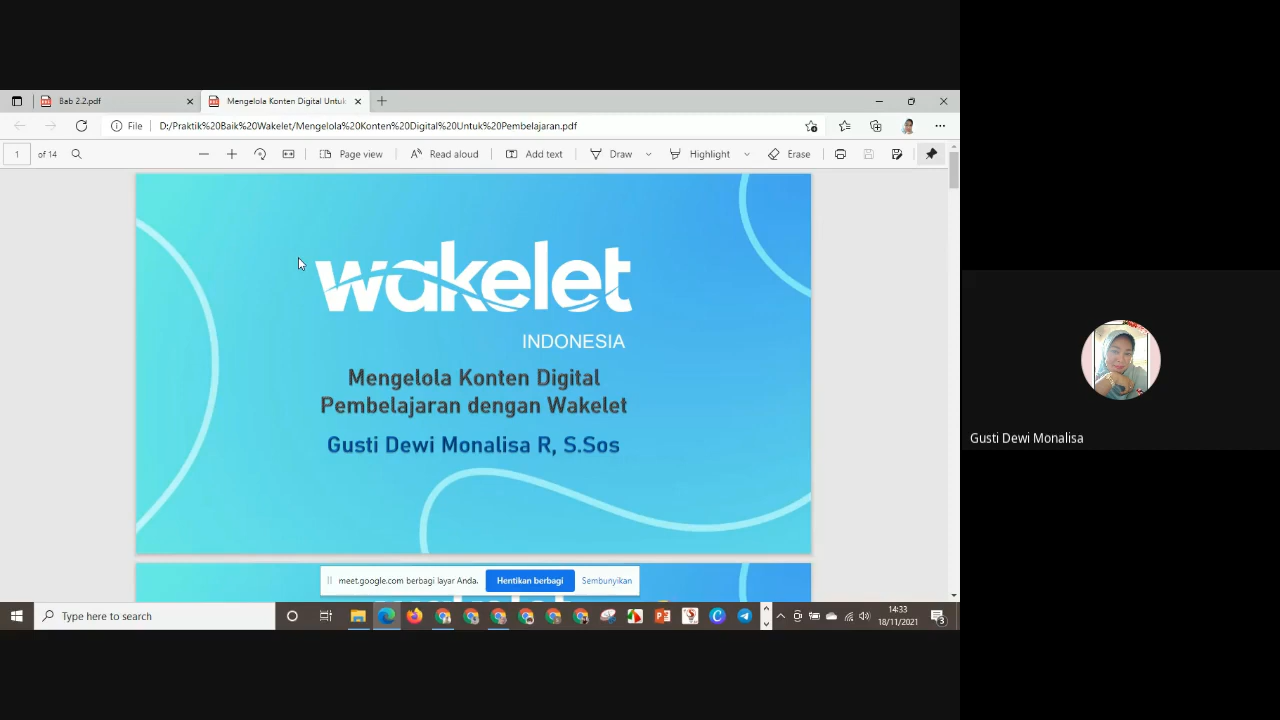 Bab 2.2.pdf
Mengelola Konten Digital Untuk
File
D:/Praktik%20Baik%20Wakelet/Mengelola%20Konten%20Digital%20Untuk%20Pembelajaran.pdf
1
of 14
Page view
Read aloud
Add text
Draw
Highlight
Erase
wakelet
INDONESIA
Mengelola Konten Digital
Pembelajaran dengan Wakelet
Gusti Dewi Monalisa R, S.Sos
Gusti Dewi Monalisa
meet.google.com berbagi layar Anda.
Hentikan berbagi
Sembunyikan
Type here to search
14:33
18/11/2021
3